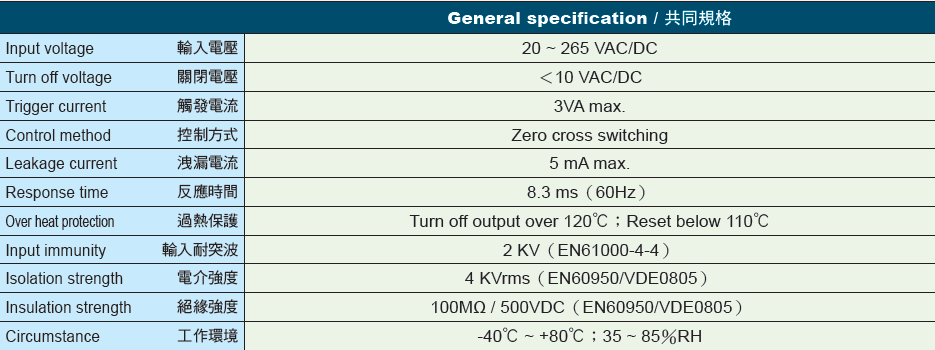 General specification / 共同規格
Input voltage 輸入電壓 20 ~ 265 VAC/DC
Turn off voltage 關閉電壓 ＜10 VAC/DC
Trigger current 觸發電流 3VA max.
Control method 控制方式 Zero cross switching
Leakage current 洩漏電流 5 mA max.
Response time 反應時間 8.3 ms（60Hz）
Over heat protection 過熱保護 Turn off output over 120℃；Reset below 110℃
Input immunity 輸入耐突波 2 KV（EN61000-4-4）
Isolation strength 電介強度 4 KVrms（EN60950/VDE0805）
Insulation strength 絕緣強度 100MΩ / 500VDC（EN60950/VDE0805）
Circumstance 工作環境 -40℃ ~ +80℃；35 ~ 85％RH